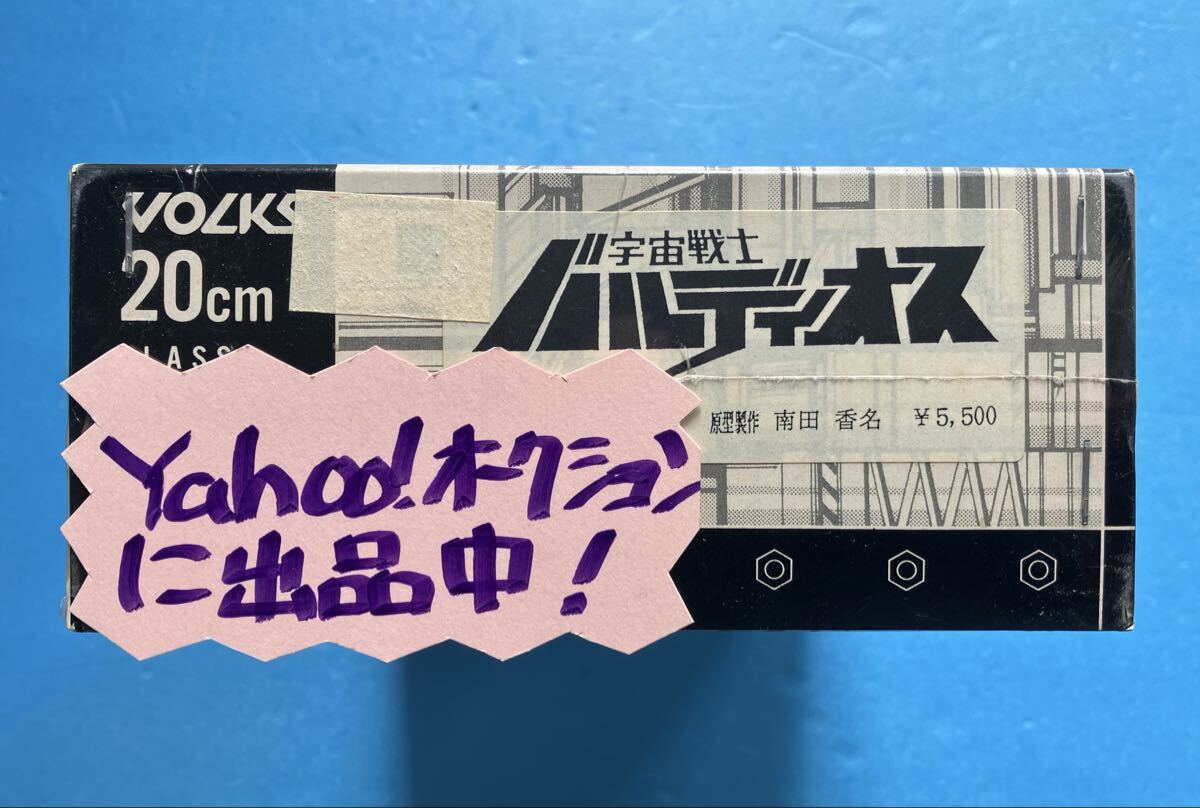 VOLKS
20cm
CLASS
宇宙戦士
バルディオス
原型製作 南田 香名 ¥5,500
Yahoo!オークション
に出品中!